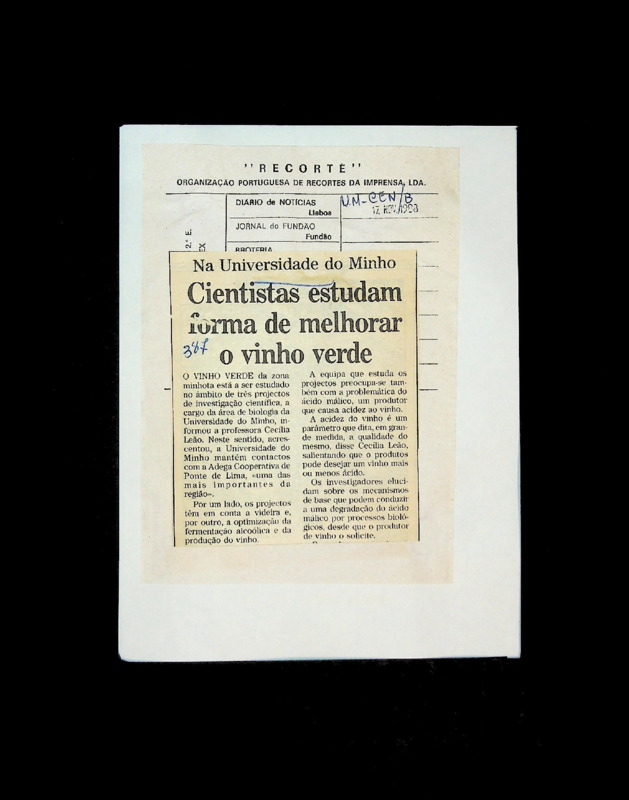 "RECORTE"
ORGANIZAÇÃO PORTUGUESA DE RECORTES DA IMPRENSA, LDA.
DIÁRIO de NOTÍCIAS
Lisboa
U.M-CEN/B
JORNAL do FUNDÃO
Fundão
BROTERIA
2.º E.
Na Universidade do Minho
Cientistas estudam
forma de melhorar
o vinho verde
387
O VINHO VERDE da zona
minhota está a ser estudado
no âmbito de três projectos
de investigação científica, a
cargo da área de biologia da
Universidade do Minho, in-
formou a professora Cecília
Leão. Neste sentido, acres-
centou, a Universidade do
Minho mantém contactos
com a Adega Cooperativa de
Ponte de Lima, «uma das
mais importantes da
região».
Por um lado, os projectos
têm em conta a videira e,
por outro, a optimização da
fermentação alcoólica e da
produção do vinho.
A equipa que estuda os
projectos preocupa-se tam-
bém com a problemática do
ácido málico, um produtor
que causa acidez ao vinho.
A acidez do vinho é um
parâmetro que dita, em gran-
de medida, a qualidade do
mesmo, disse Cecília Leão,
salientando que o produtos
pode desejar um vinho mais
ou menos ácido.
Os investigadores eluci-
dam sobre os mecanismos
de base que podem conduzir
a uma degradação do ácido
málico por processos bioló-
gicos, desde que o produtor
de vinho o solicite.